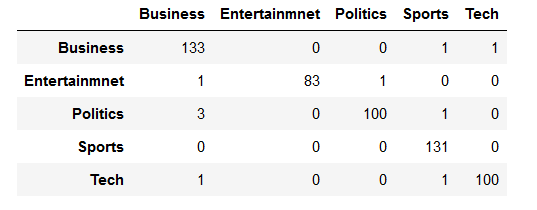 Business Entertainmnet Politics Sports Tech
Business 133 0 0 1 1
Entertainmnet 1 83 1 0 0
Politics 3 0 100 1 0
Sports 0 0 0 131 0
Tech 1 0 0 1 100